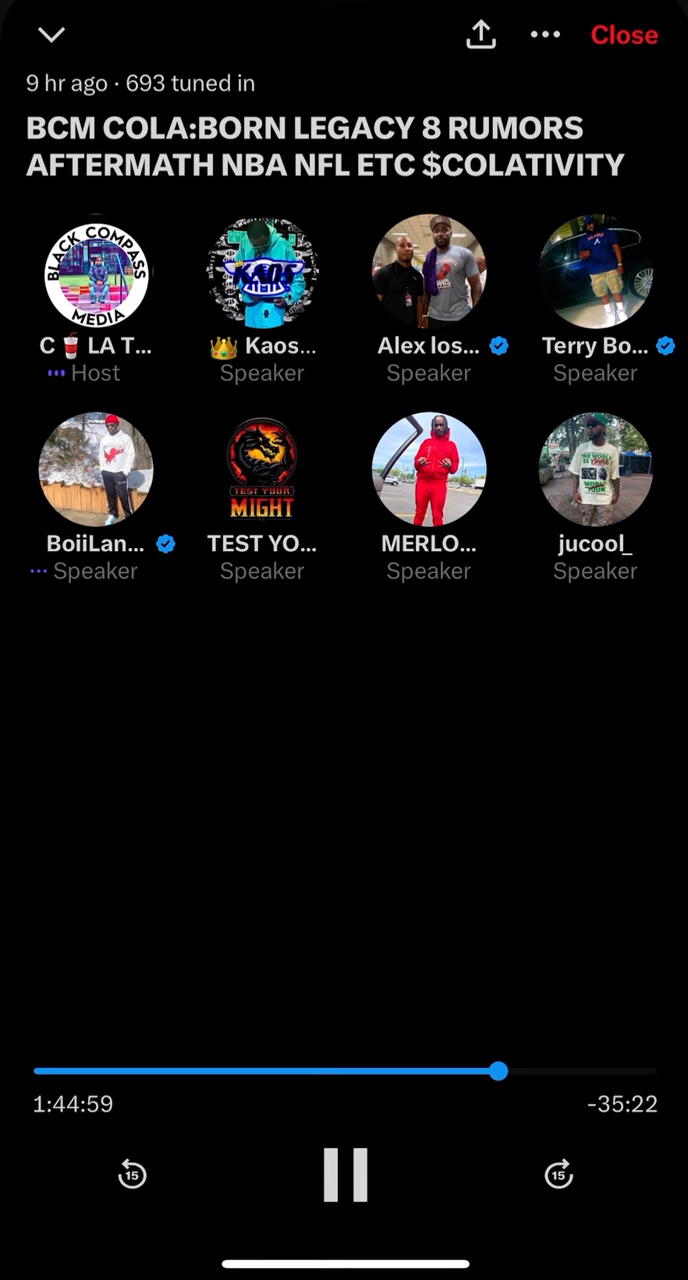 Close
9 hr ago · 693 tuned in
BCM COLA:BORN LEGACY 8 RUMORS
AFTERMATH NBA NFL ETC $COLATIVITY
BLACK COMPASS
MEDIA
KAOS
C🥤LA T...
👑 Kaos...
Alex los...
Terry Bo...
Host
Speaker
Speaker
Speaker
TEST YOUR
MIGHT
BoiiLan...
TEST YO...
MERLO...
jucool_
Speaker
Speaker
Speaker
Speaker
1:44:59
-35:22
15
15